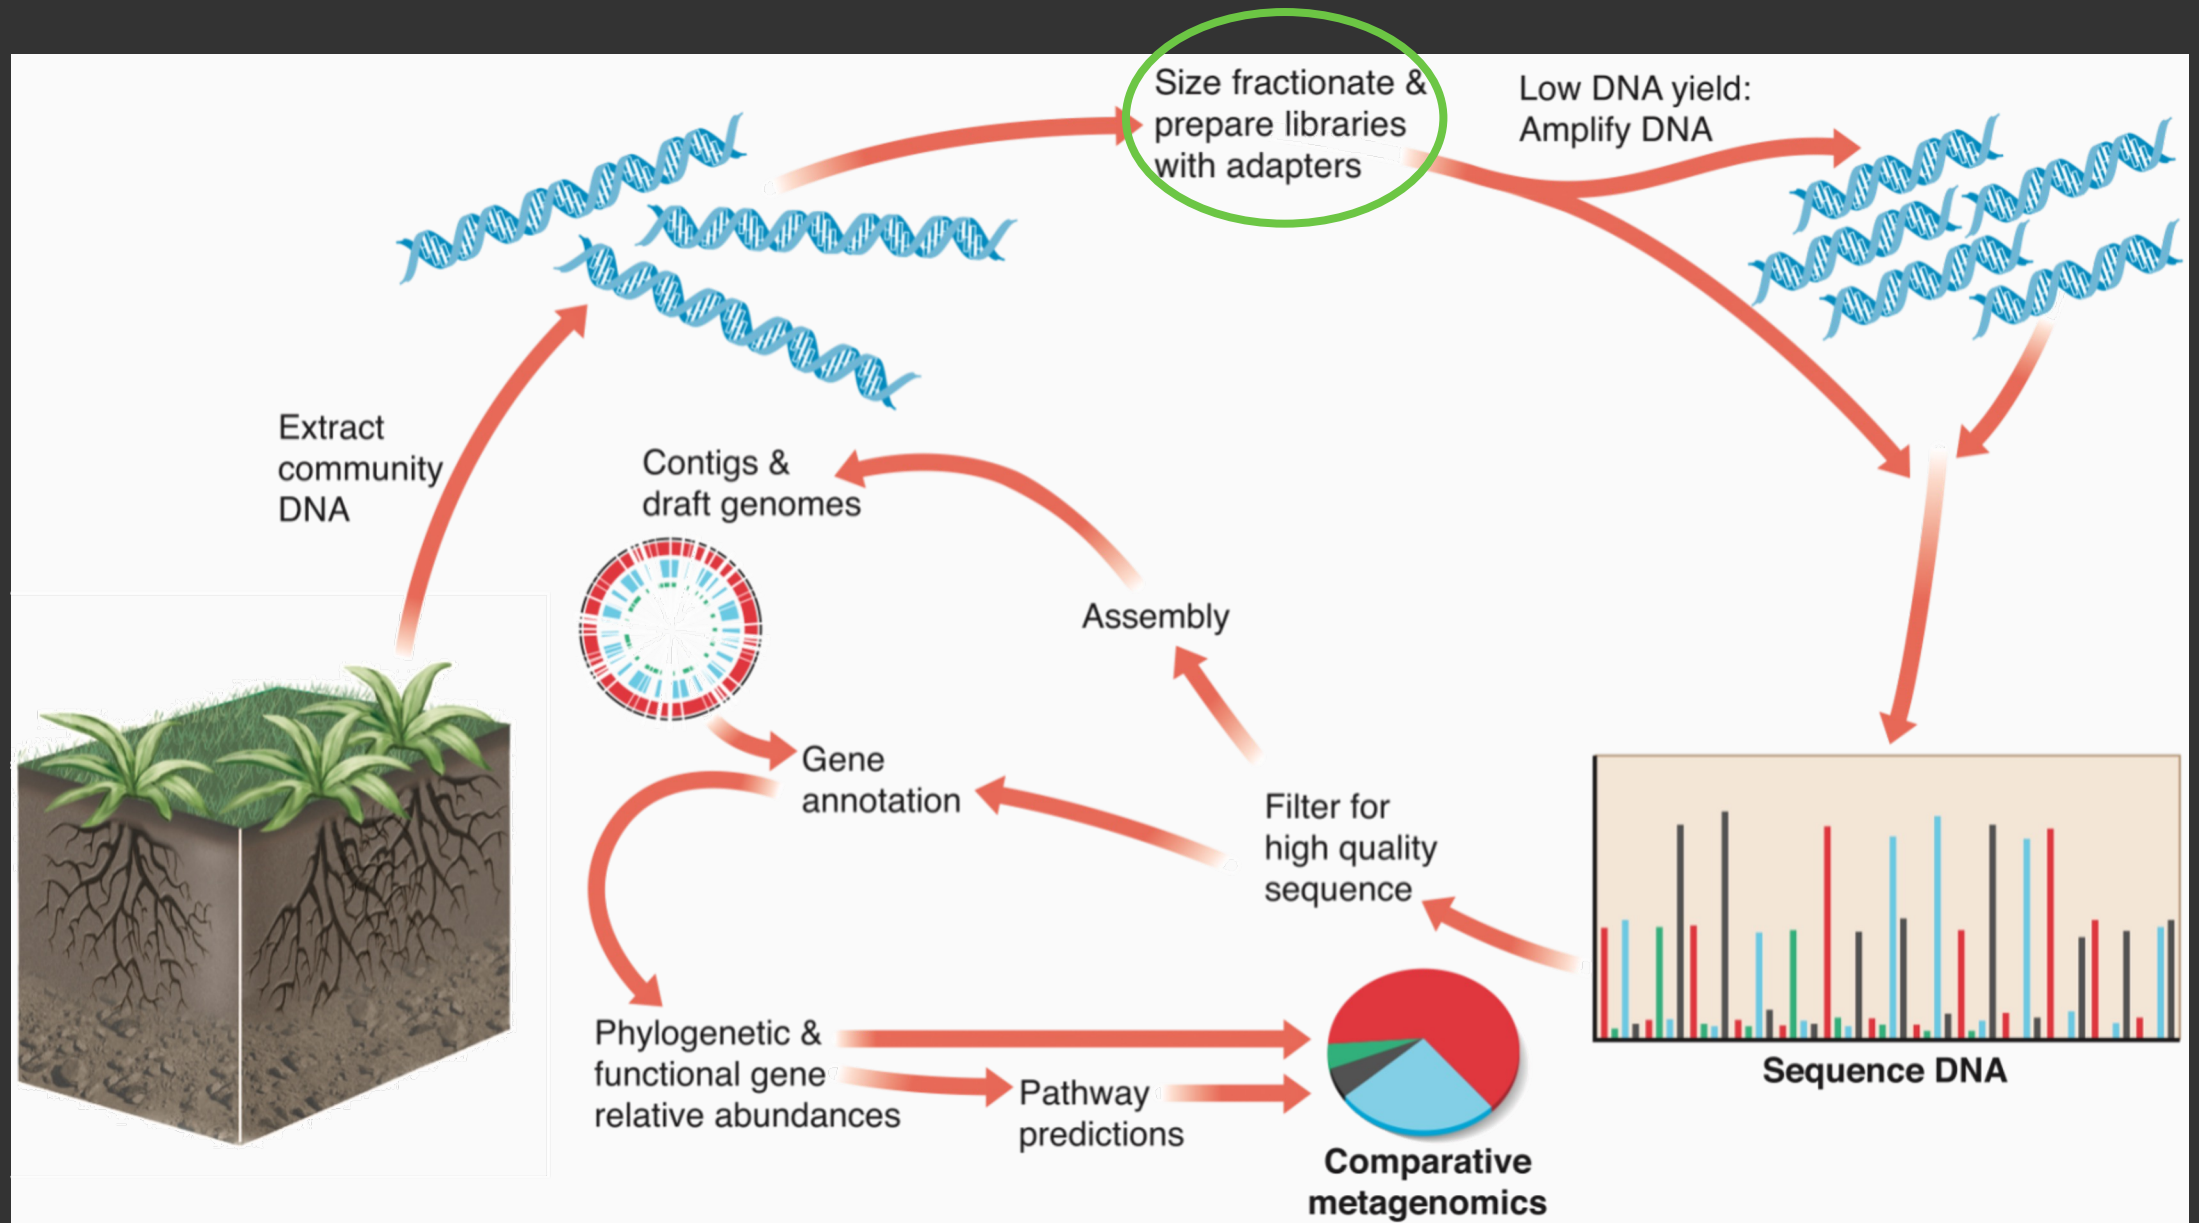 Size fractionate &
prepare libraries
with adapters
Low DNA yield:
Amplify DNA
Extract
community
DNA
Contigs &
draft genomes
Assembly
Gene
annotation
Filter for
high quality
sequence
Sequence DNA
Phylogenetic &
functional gene
relative abundances
Pathway
predictions
Comparative
metagenomics